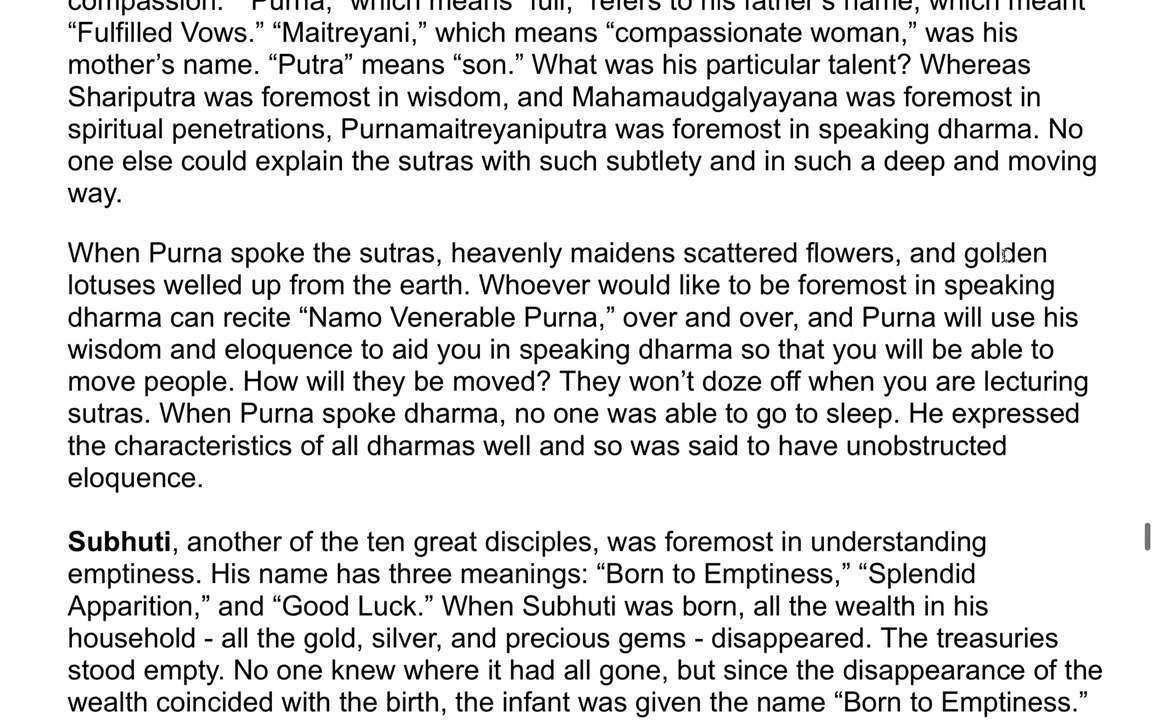 compassion.” “Purna,” which means “full,” refers to his father’s name, which meant
“Fulfilled Vows.” “Maitreyani,” which means “compassionate woman,” was his
mother’s name. “Putra” means “son.” What was his particular talent? Whereas
Shariputra was foremost in wisdom, and Mahamaudgalyayana was foremost in
spiritual penetrations, Purnamaitreyaniputra was foremost in speaking dharma. No
one else could explain the sutras with such subtlety and in such a deep and moving
way.
When Purna spoke the sutras, heavenly maidens scattered flowers, and golden
lotuses welled up from the earth. Whoever would like to be foremost in speaking
dharma can recite “Namo Venerable Purna,” over and over, and Purna will use his
wisdom and eloquence to aid you in speaking dharma so that you will be able to
move people. How will they be moved? They won’t doze off when you are lecturing
sutras. When Purna spoke dharma, no one was able to go to sleep. He expressed
the characteristics of all dharmas well and so was said to have unobstructed
eloquence.
Subhuti, another of the ten great disciples, was foremost in understanding
emptiness. His name has three meanings: “Born to Emptiness,” “Splendid
Apparition,” and “Good Luck.” When Subhuti was born, all the wealth in his
household - all the gold, silver, and precious gems - disappeared. The treasuries
stood empty. No one knew where it had all gone, but since the disappearance of the
wealth coincided with the birth, the infant was given the name “Born to Emptiness.”